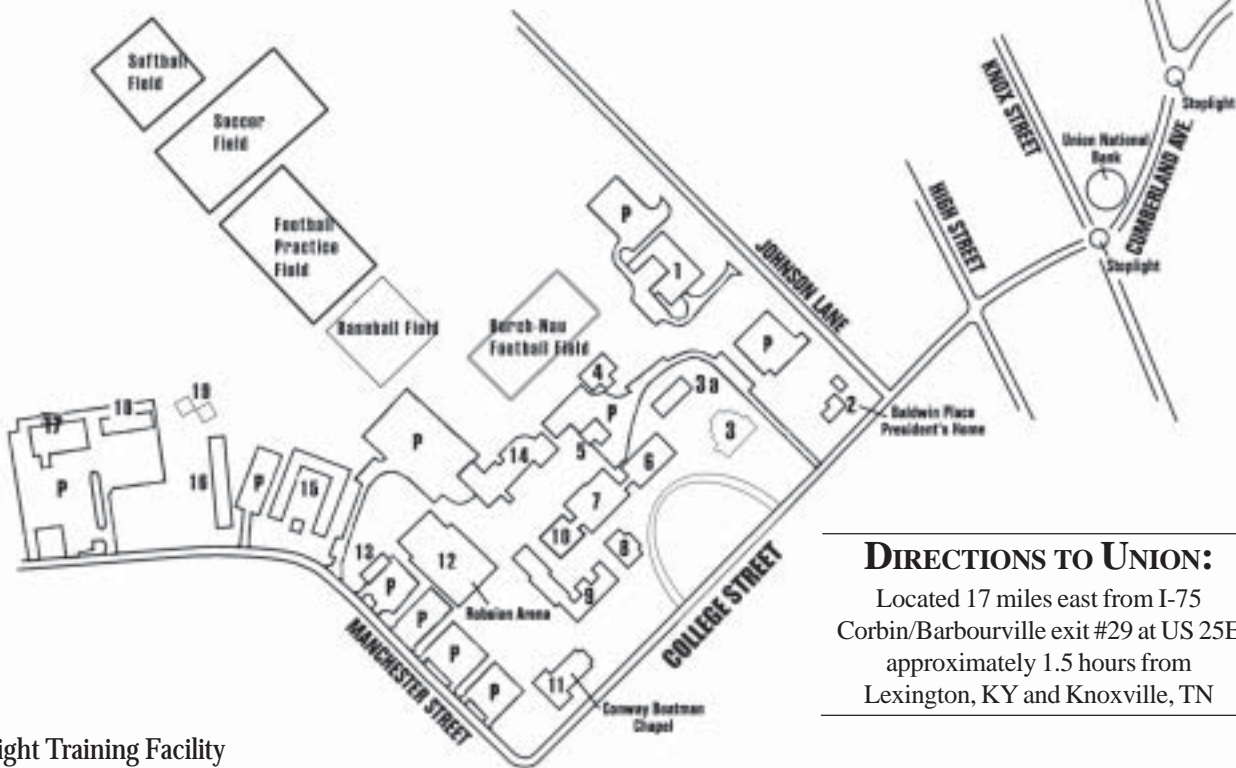 Softball
Field
Soccer
Field
Football
Practice
Field
Baseball Field
Burch-Nau
Football Field
P
1
JOHNSON LANE
KNOX STREET
HIGH STREET
Union National
Bank
CUMBERLAND AVE.
Stoplight
Stoplight
P
2
Baldwin Place
President's Home
4
3a
P
3
5
6
14
7
10
8
9
P
12
Robsion Arena
13
P
P
P
P
11
Conway Boatman
Chapel
15
P
16
19
18
17
P
MANCHESTER STREET
COLLEGE STREET
DIRECTIONS TO UNION:
Located 17 miles east from I-75
Corbin/Barbourville exit #29 at US 25E
approximately 1.5 hours from
Lexington, KY and Knoxville, TN
ight Training Facility